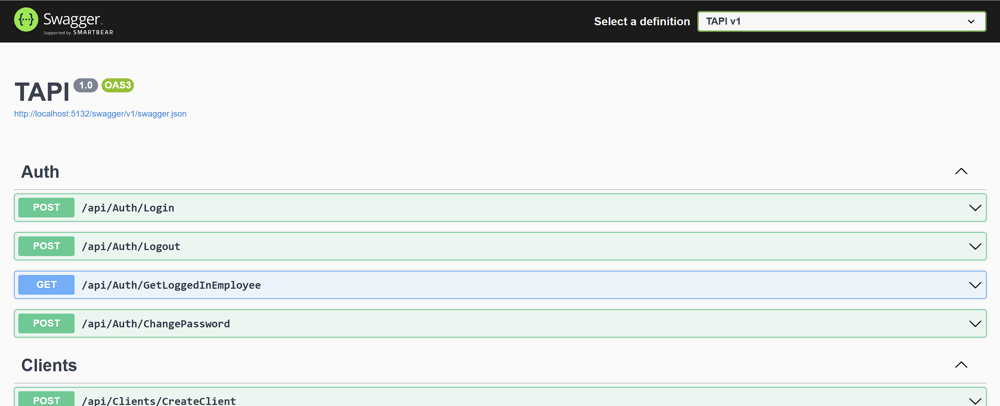 Swagger™
Supported by SMARTBEAR
Select a definition
TAPI v1
TAPI 1.0 OAS3
http://localhost:5132/swagger/v1/swagger.json
Auth
POST /api/Auth/Login
POST /api/Auth/Logout
GET /api/Auth/GetLoggedInEmployee
POST /api/Auth/ChangePassword
Clients
POST /api/Clients/CreateClient